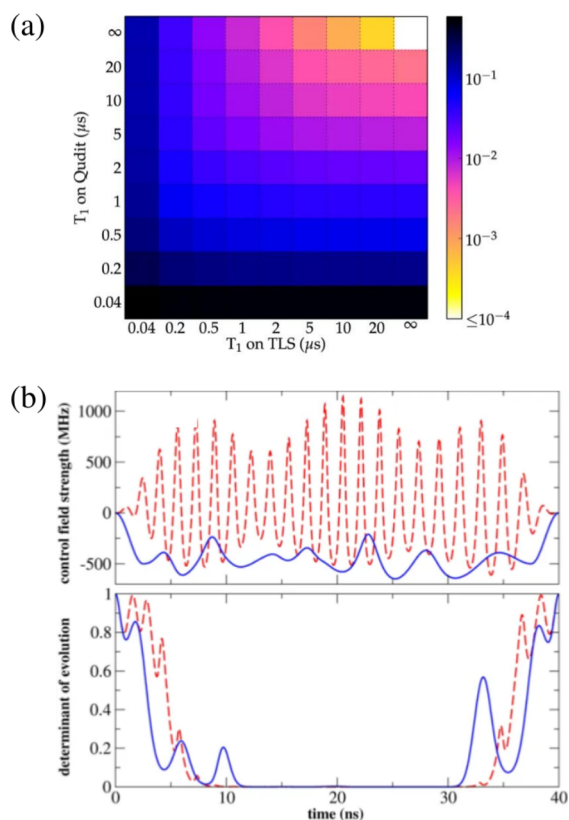 (a)
T₁ on Qudit (μs)
∞
20
10
5
2
1
0.5
0.2
0.04
0.04 0.2 0.5 1 2 5 10 20 ∞
T₁ on TLS (μs)
10⁻¹
10⁻²
10⁻³
≤10⁻⁴
(b)
control field strength (MHz)
1000
500
0
-500
determinant of evolution
1
0.8
0.6
0.4
0.2
0
0 10 20 30 40
time (ns)